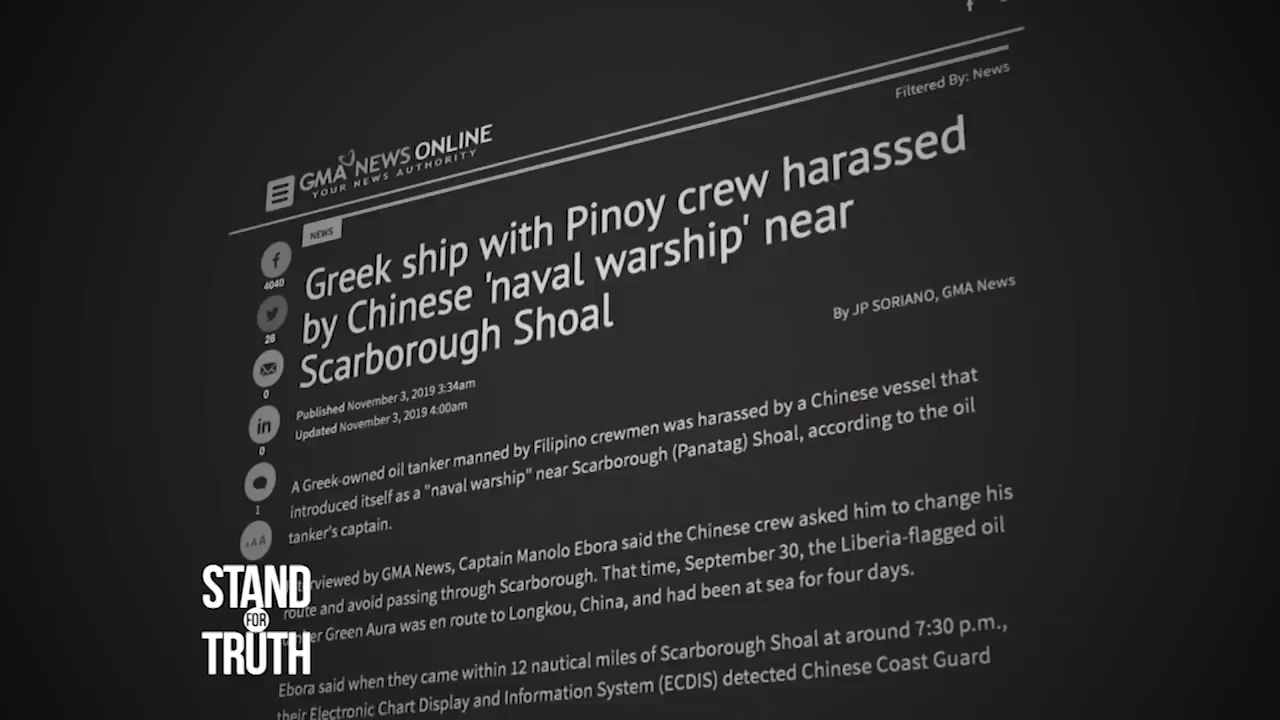 Filtered By: News
GMA NEWS ONLINE
YOUR NEWS AUTHORITY
NEWS
Greek ship with Pinoy crew harassed
by Chinese 'naval warship' near
Scarborough Shoal
By JP SORIANO, GMA News
Published November 3, 2019 3:34am
Updated November 3, 2019 4:00am
4040
28
0
in
0
1
AA
A Greek-owned oil tanker manned by Filipino crewmen was harassed by a Chinese vessel that
introduced itself as a "naval warship" near Scarborough (Panatag) Shoal, according to the oil
tanker's captain.
viewed by GMA News, Captain Manolo Ebora said the Chinese crew asked him to change his
route and avoid passing through Scarborough. That time, September 30, the Liberia-flagged oil
Green Aura was en route to Longkou, China, and had been at sea for four days.
Ebora said when they came within 12 nautical miles of Scarborough Shoal at around 7:30 p.m.,
their Electronic Chart Display and Information System (ECDIS) detected Chinese Coast Guard
STAND
FOR
TRUTH